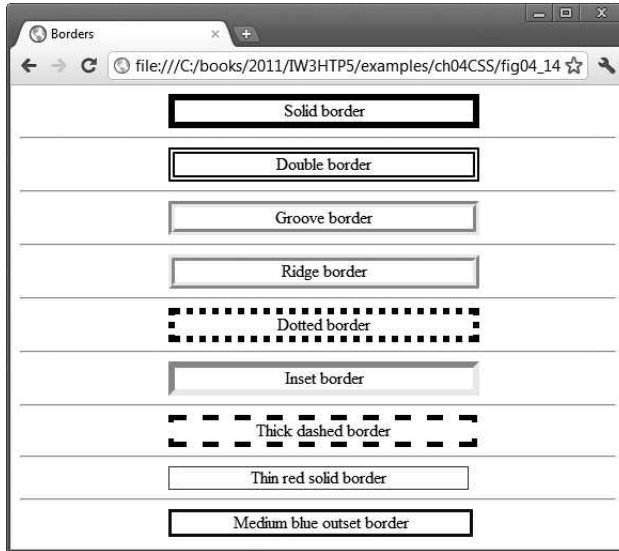 Borders
file:///C:/books/2011/IW3HTP5/examples/ch04CSS/fig04_14
Solid border
Double border
Groove border
Ridge border
Dotted border
Inset border
Thick dashed border
Thin red solid border
Medium blue outset border